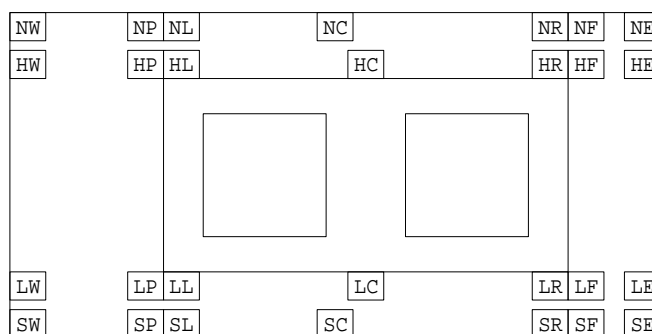 NW NP NL NC NR NF NE
HW HP HL HC HR HF HE
LW LP LL LC LR LF LE
SW SP SL SC SR SF SE